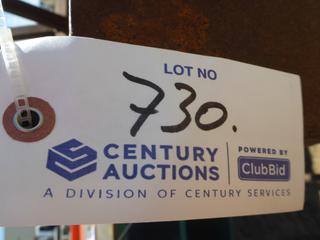 LOT NO
730.
CENTURY AUCTIONS
POWERED BY
ClubBid
A DIVISION OF CENTURY SERVICES